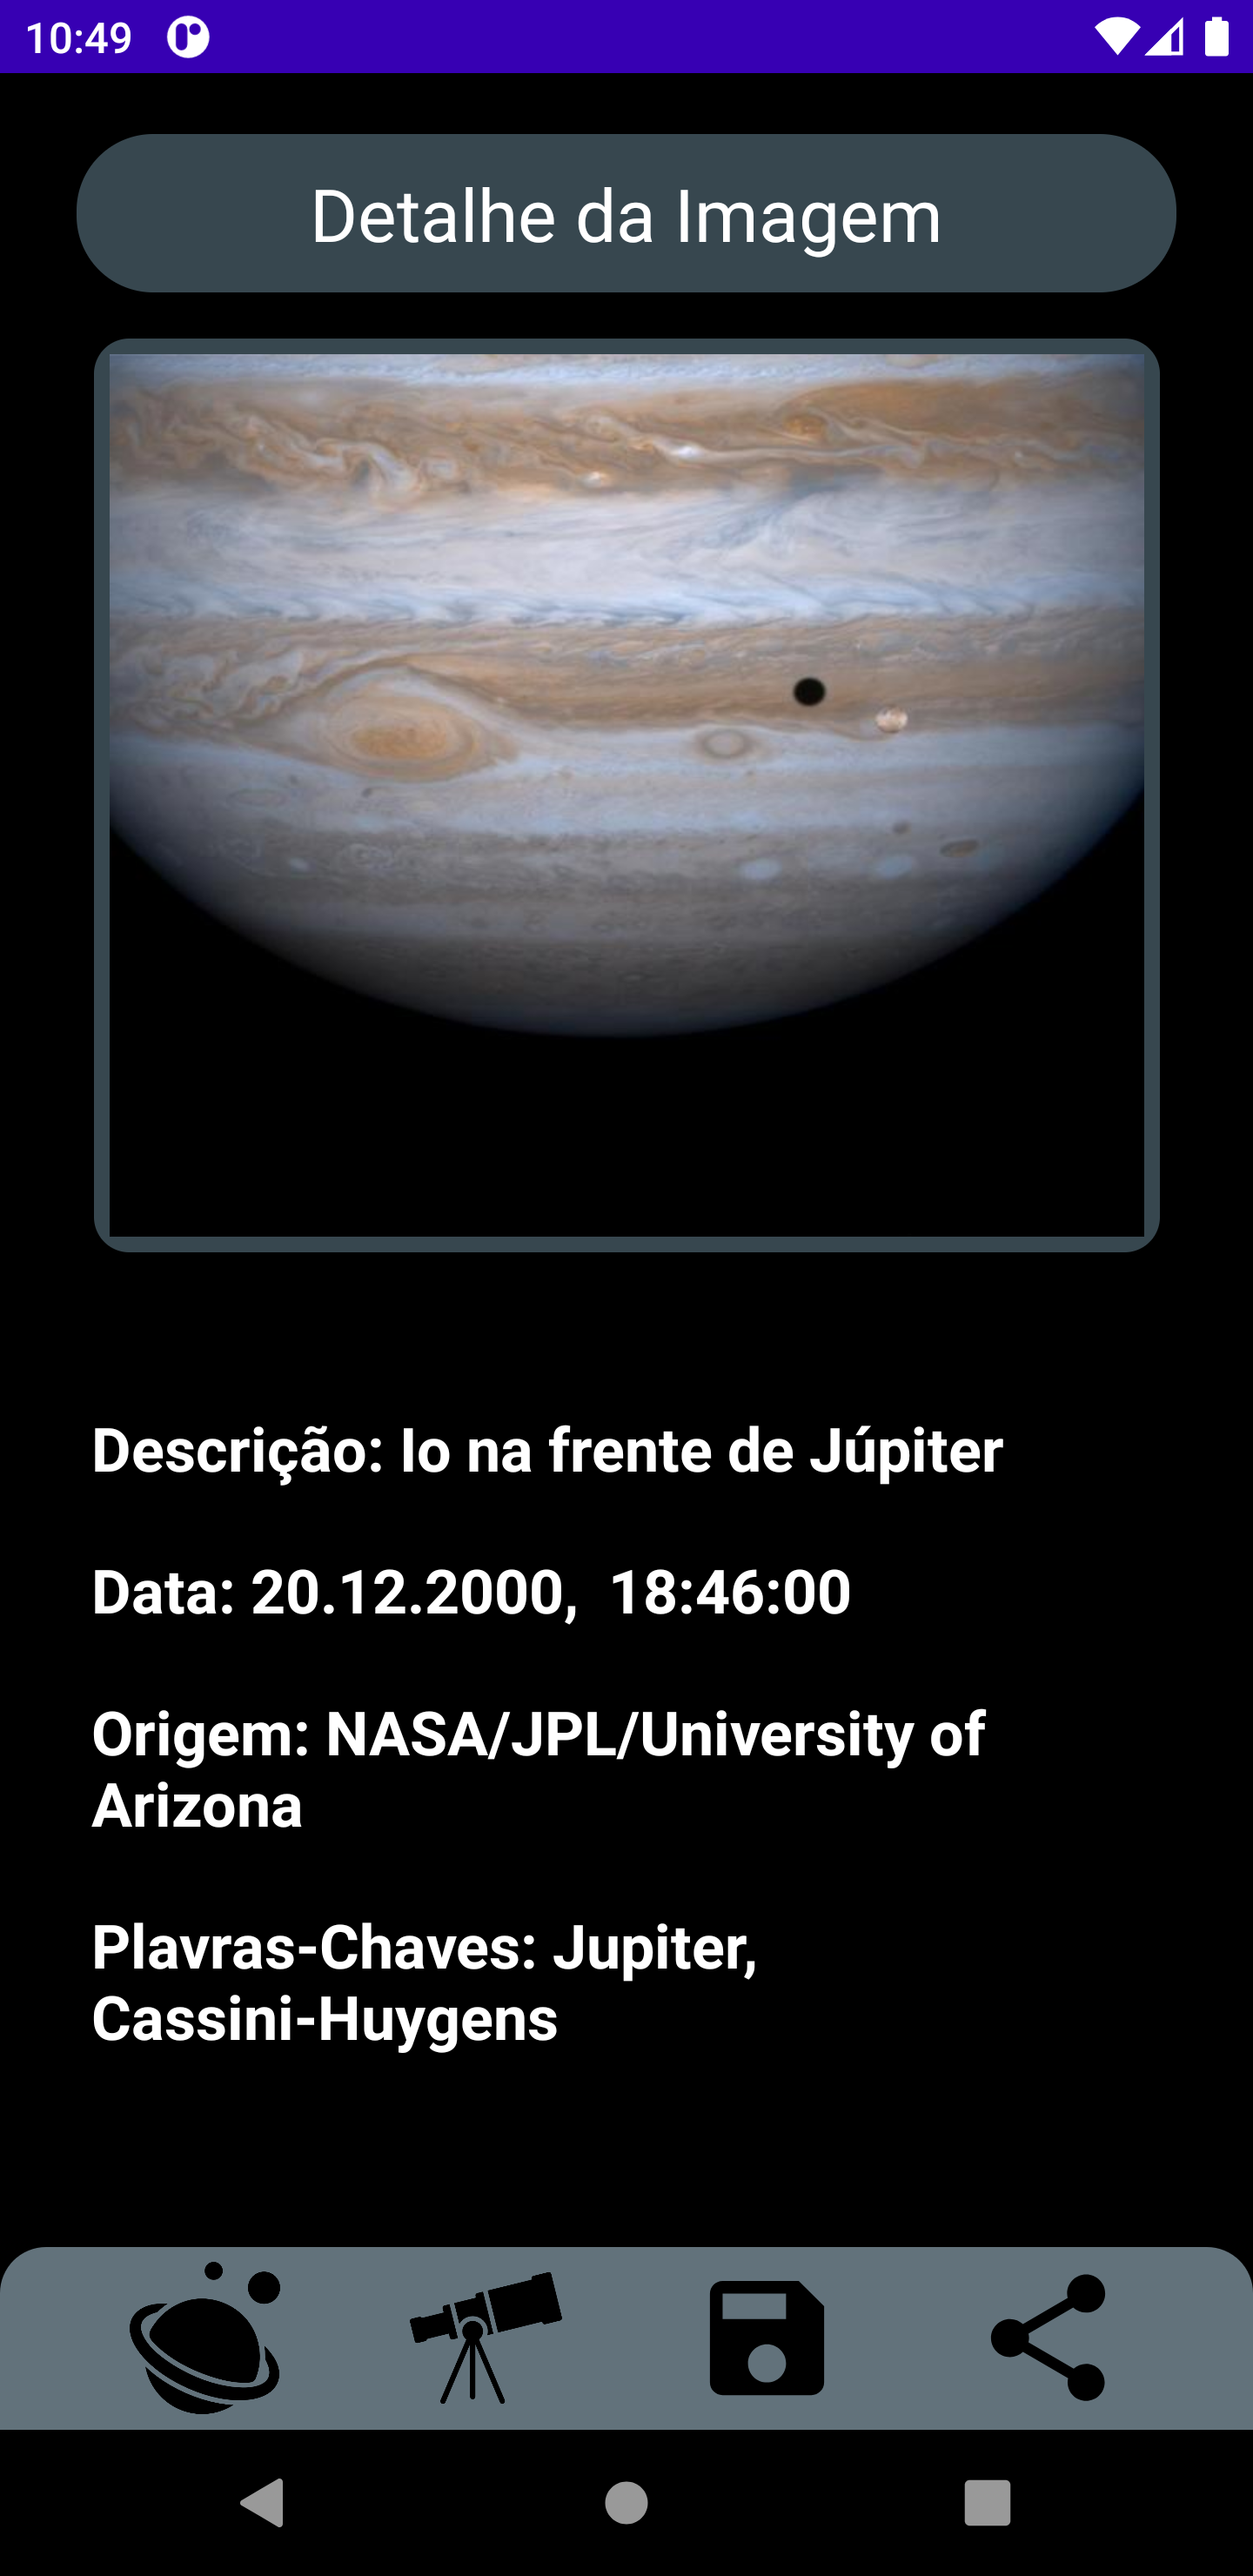 10:49
Detalhe da Imagem
Descrição: Io na frente de Júpiter
Data: 20.12.2000,  18:46:00
Origem: NASA/JPL/University of
Arizona
Plavras-Chaves: Jupiter,
Cassini-Huygens